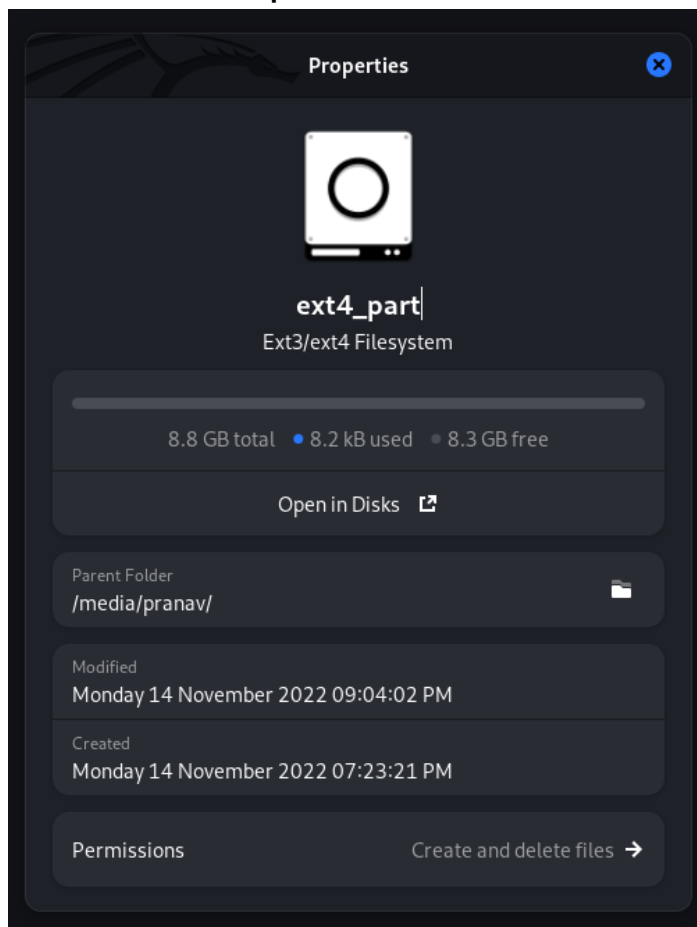 Properties
ext4_part
Ext3/ext4 Filesystem
8.8 GB total 8.2 kB used 8.3 GB free
Open in Disks
Parent Folder
/media/pranav/
Modified
Monday 14 November 2022 09:04:02 PM
Created
Monday 14 November 2022 07:23:21 PM
Permissions Create and delete files